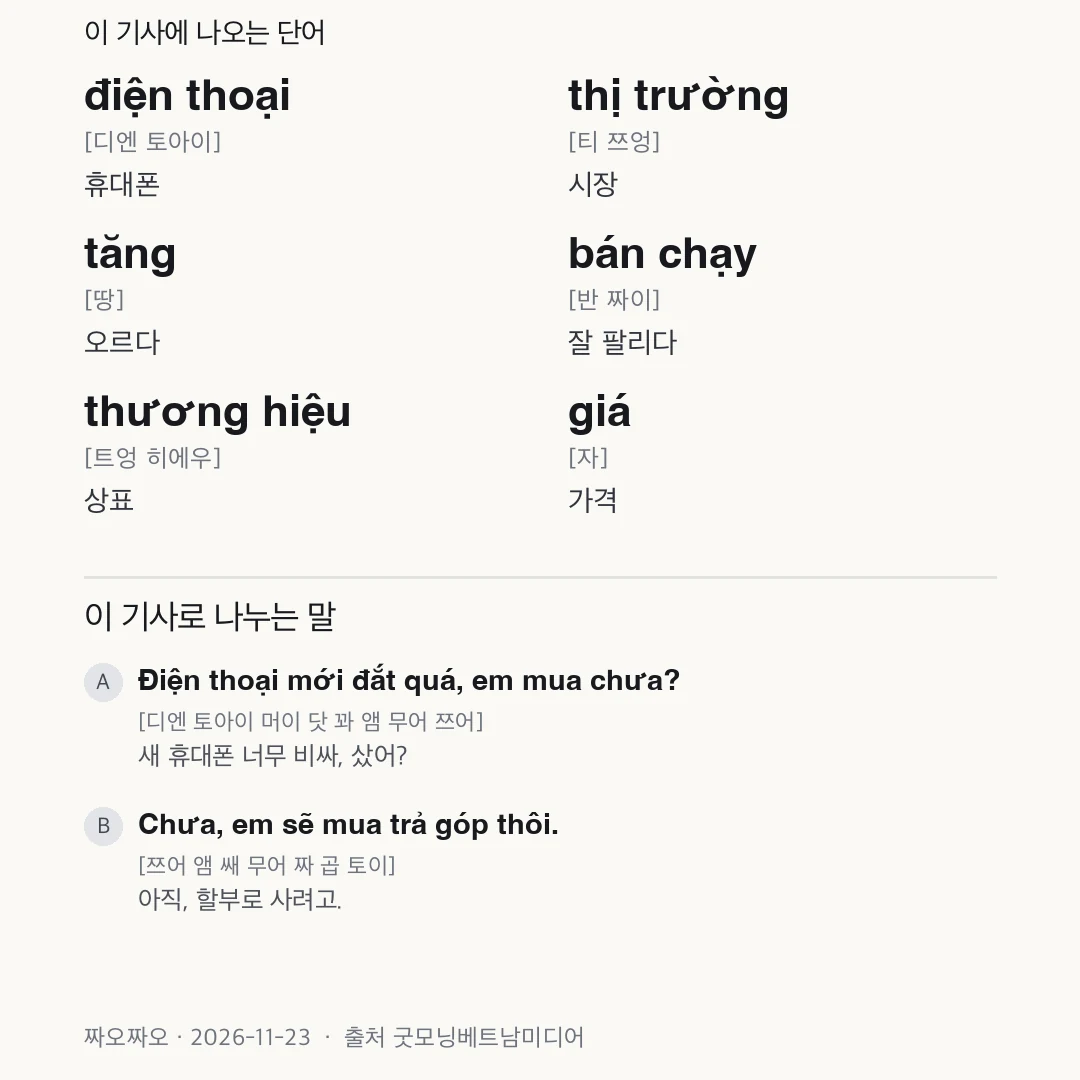 이 기사에 나오는 단어
điện thoại
[디엔 토아이]
휴대폰
thị trường
[티 쯔엉]
시장
tăng
[땅]
오르다
bán chạy
[반 짜이]
잘 팔리다
thương hiệu
[트엉 히에우]
상표
giá
[자]
가격
이 기사로 나누는 말
A
Điện thoại mới đắt quá, em mua chưa?
[디엔 토아이 머이 닷 꽈 앰 무어 쯔어]
새 휴대폰 너무 비싸, 샀어?
B
Chưa, em sẽ mua trả góp thôi.
[쯔어 앰 쌔 무어 짜 곱 토이]
아직, 할부로 사려고.
짜오짜오 · 2026-11-23 · 출처 굿모닝베트남미디어